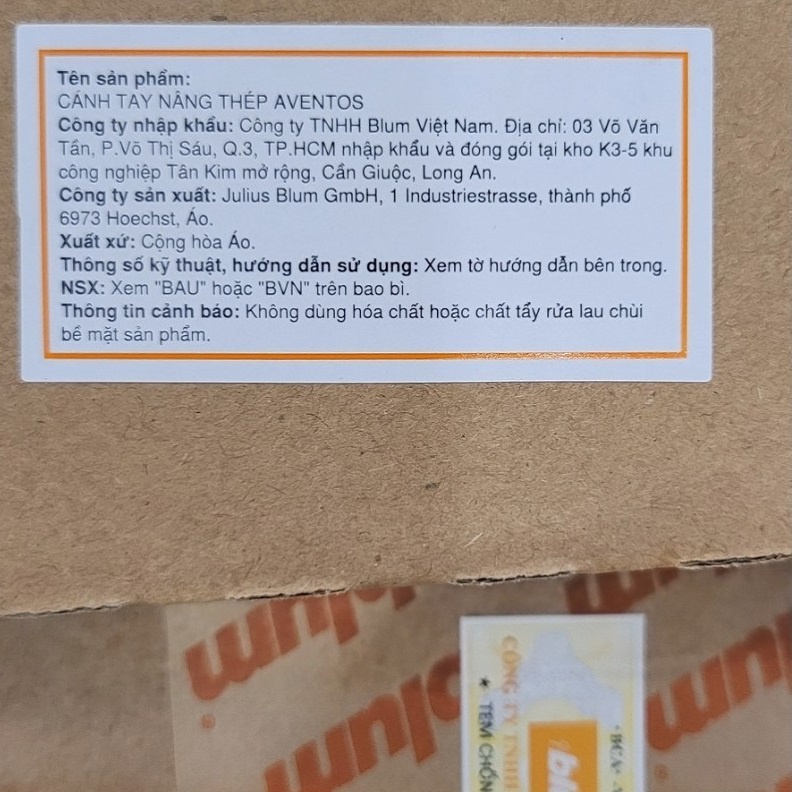 Tên sản phẩm:
CÁNH TAY NÂNG THÉP AVENTOS
Công ty nhập khẩu: Công ty TNHH Blum Việt Nam. Địa chỉ: 03 Võ Văn
Tần, P.Võ Thị Sáu, Q.3, TP.HCM nhập khẩu và đóng gói tại kho K3-5 khu
công nghiệp Tân Kim mở rộng, Cần Giuộc, Long An.
Công ty sản xuất: Julius Blum GmbH, 1 Industriestrasse, thành phố
6973 Hoechst, Áo.
Xuất xứ: Cộng hòa Áo.
Thông số kỹ thuật, hướng dẫn sử dụng: Xem tờ hướng dẫn bên trong.
NSX: Xem "BAU" hoặc "BVN" trên bao bì.
Thông tin cảnh báo: Không dùng hóa chất hoặc chất tẩy rửa lau chùi
bề mặt sản phẩm.
blum
blum
CÔNG TY TNHH
★ TEM CHỐN